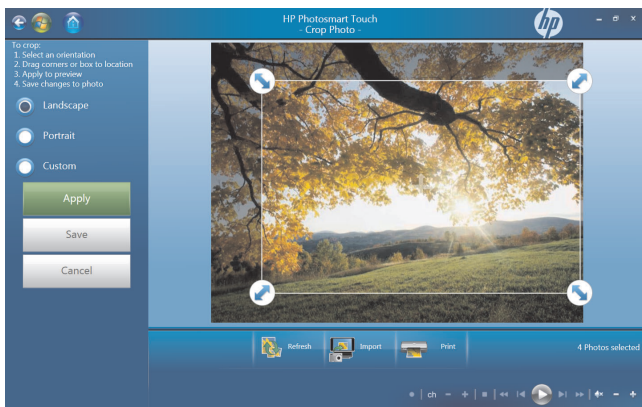 HP Photosmart Touch
- Crop Photo -
hp
To crop:
1. Select an orientation
2. Drag corners or box to location
3. Apply to preview
4. Save changes to photo
Landscape
Portrait
Custom
Apply
Save
Cancel
Refresh
Import
Print
4 Photos selected
ch